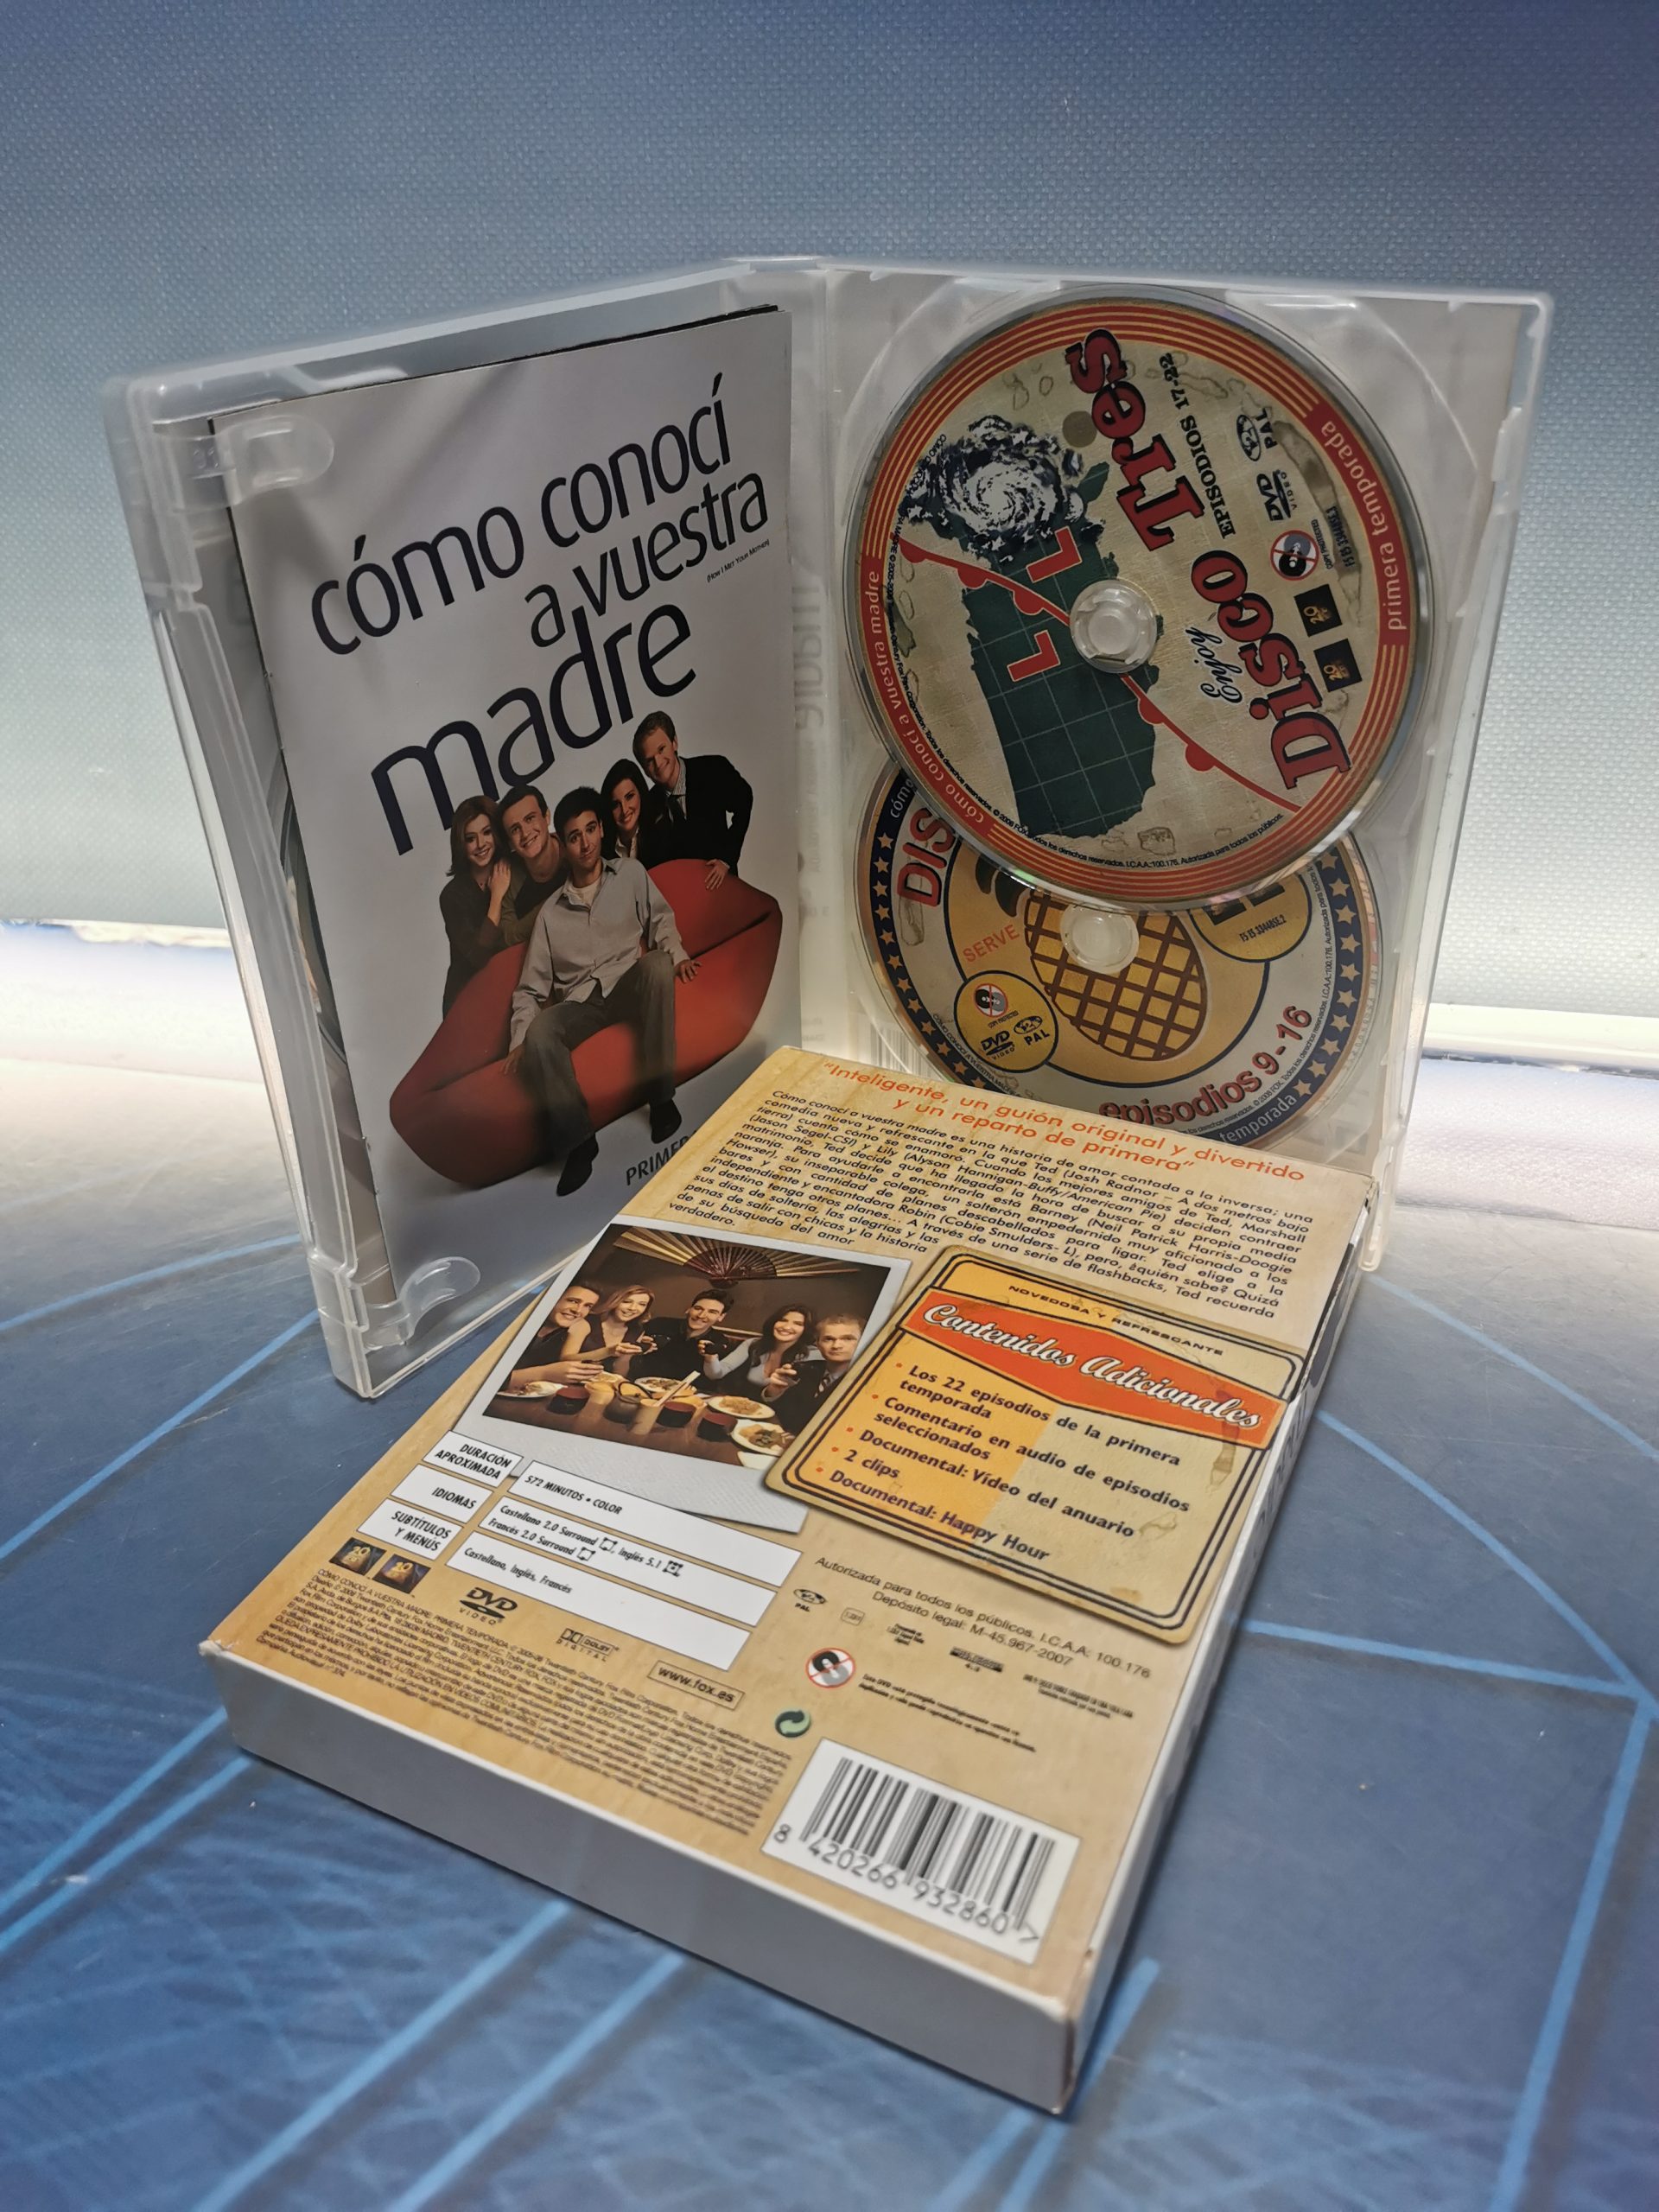 cómo conocí
a vuestra
(How I Met Your Mother)
madre
primera temporada
Disco Tres
EPISODIOS 17-22
Enjoy
PAL
DVD
VIDEO
cómo conocí a vuestra madre
primera temporada
DIS
SERVE
DVD
VIDEO
PAL
episodios 9-16
temporada
"Inteligente, un guión original y divertido
y un reparto de primera"
Cómo conocí a vuestra madre es una historia de amor contada a la inversa; una
comedia nueva y refrescante en la que Ted (Josh Radnor – A dos metros bajo
tierra) cuenta cómo se enamoró. Cuando los mejores amigos de Ted, Marshall
(Jason Segel-CSI) y Lily (Alyson Hannigan-Buffy/American Pie) deciden contraer
matrimonio, Ted decide que ha llegado la hora de buscar a su propia media
naranja. Para ayudarle a encontrarla está Barney (Neil Patrick Harris-Doogie
Howser), su inseparable colega, un solterón empedernido muy aficionado a los
bares y con cantidad de planes descabellados para ligar. Ted elige a la
independiente y encantadora Robin (Cobie Smulders- L), pero, ¿quién sabe? Quizá
el destino tenga otros planes... A través de una serie de flashbacks, Ted recuerda
sus días de soltería, las alegrías y las
penas de salir con chicas y la historia
de su búsqueda del amor
verdadero.
NOVEDOSA Y REFRESCANTE
Contenidos Adicionales
• Los 22 episodios de la primera
temporada
• Comentario en audio de episodios
seleccionados
• Documental: Vídeo del anuario
• 2 clips
• Documental: Happy Hour
DURACIÓN
APROXIMADA
572 MINUTOS • COLOR
IDIOMAS
Castellano 2.0 Surround, Inglés 5.1
Francés 2.0 Surround
SUBTÍTULOS
Y MENÚS
Castellano, Inglés, Francés
DVD
VIDEO
DOLBY
DIGITAL
www.fox.es
PAL
Autorizada para todos los públicos. I.C.A.A: 100.176
Depósito legal: M-45.967-2007
8 420266 932860